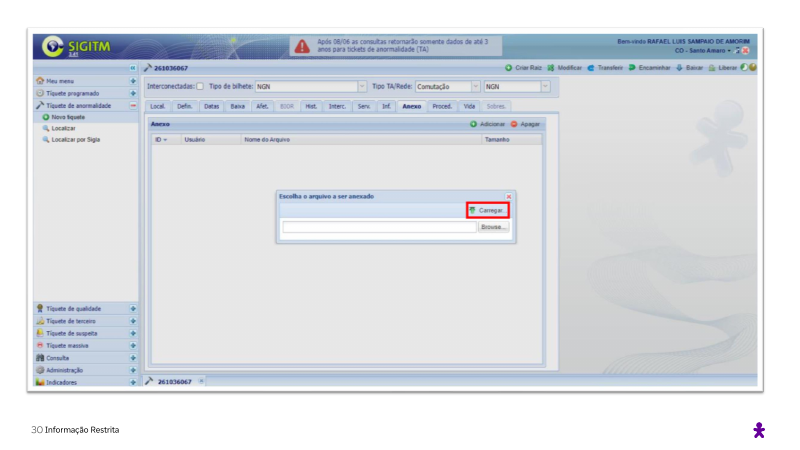 SIGITM
2.41
Após 08/06 as consultas retornarão somente dados de até 3
anos para tickets de anormalidade (TA)
Bem-vindo RAFAEL LUIS SAMPAIO DE AMORIM
CO - Santo Amaro
261036067
Criar Raiz Modificar Transferir Encaminhar Baixar Liberar
Meu menu
Tíquete programado
Tíquete de anormalidade
Novo tíquete
Localizar
Localizar por Sigla
Interconectadas: Tipo de bilhete: NGN Tipo TA/Rede: Comutação NGN
Local. Defin. Datas Baixa Afet. BDOR Hist. Interc. Serv. Inf. Anexo Proced. Vida Sobres.
Anexo Adicionar Apagar
ID Usuário Nome do Arquivo Tamanho
Escolha o arquivo a ser anexado
Carregar
Browse...
Tíquete de qualidade
Tíquete de terceiro
Tíquete de suspeita
Tíquete massivo
Consulta
Administração
Indicadores
261036067
30 Informação Restrita